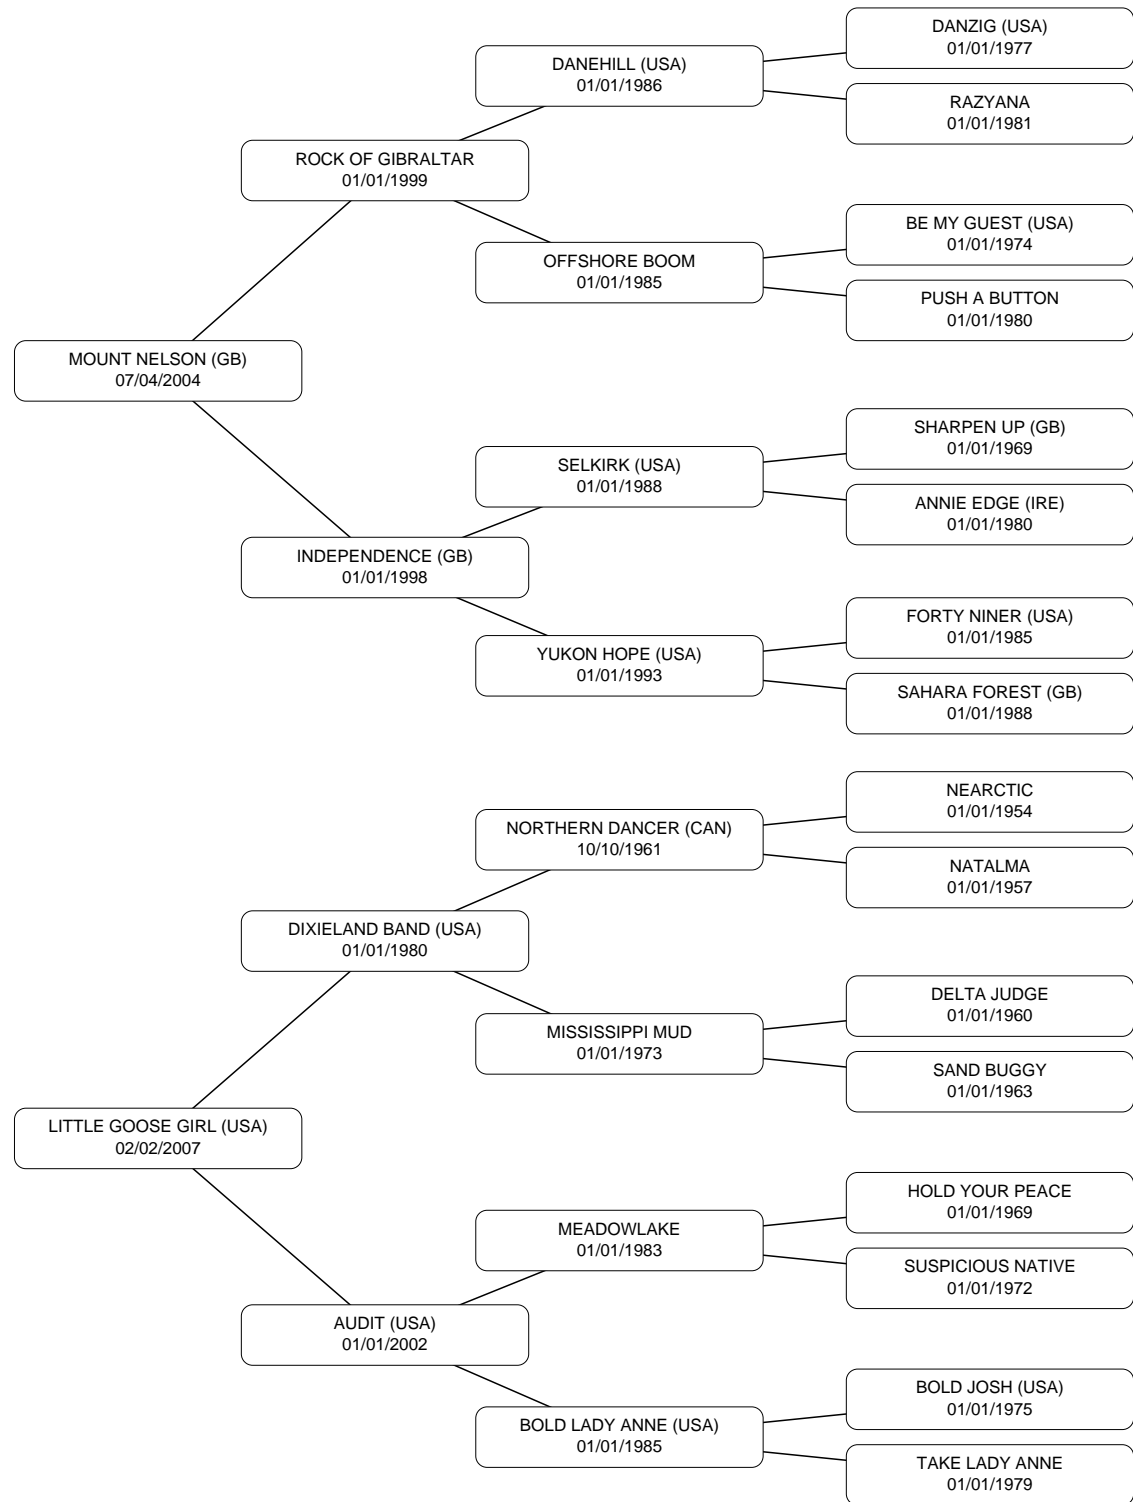 DANZIG (USA)
01/01/1977
DANEHILL (USA)
01/01/1986
RAZYANA
01/01/1981
ROCK OF GIBRALTAR
01/01/1999
BE MY GUEST (USA)
01/01/1974
OFFSHORE BOOM
01/01/1985
PUSH A BUTTON
01/01/1980
MOUNT NELSON (GB)
07/04/2004
SHARPEN UP (GB)
01/01/1969
SELKIRK (USA)
01/01/1988
ANNIE EDGE (IRE)
01/01/1980
INDEPENDENCE (GB)
01/01/1998
FORTY NINER (USA)
01/01/1985
YUKON HOPE (USA)
01/01/1993
SAHARA FOREST (GB)
01/01/1988
NEARCTIC
01/01/1954
NORTHERN DANCER (CAN)
10/10/1961
NATALMA
01/01/1957
DIXIELAND BAND (USA)
01/01/1980
DELTA JUDGE
01/01/1960
MISSISSIPPI MUD
01/01/1973
SAND BUGGY
01/01/1963
LITTLE GOOSE GIRL (USA)
02/02/2007
HOLD YOUR PEACE
01/01/1969
MEADOWLAKE
01/01/1983
SUSPICIOUS NATIVE
01/01/1972
AUDIT (USA)
01/01/2002
BOLD JOSH (USA)
01/01/1975
BOLD LADY ANNE (USA)
01/01/1985
TAKE LADY ANNE
01/01/1979